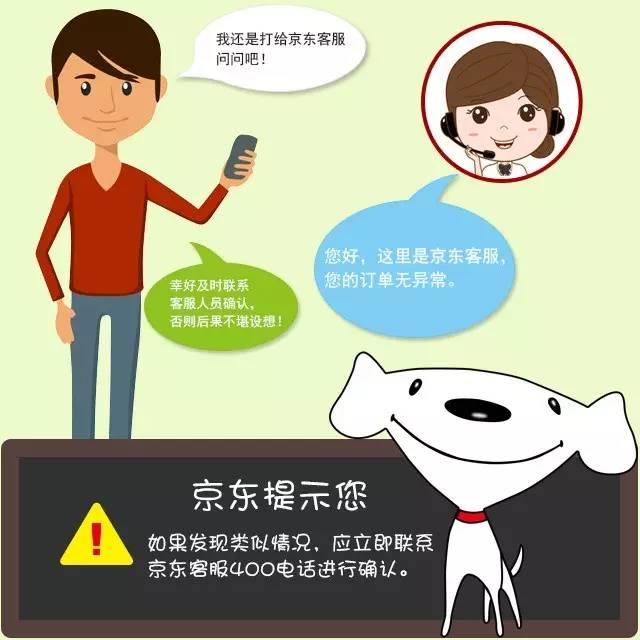 我还是打给京东客服
问问吧！
您好，这里是京东客服，
您的订单无异常。
幸好及时联系
客服人员确认，
否则后果不堪设想！
京东提示您
如果发现类似情况，应立即联系
京东客服400电话进行确认。